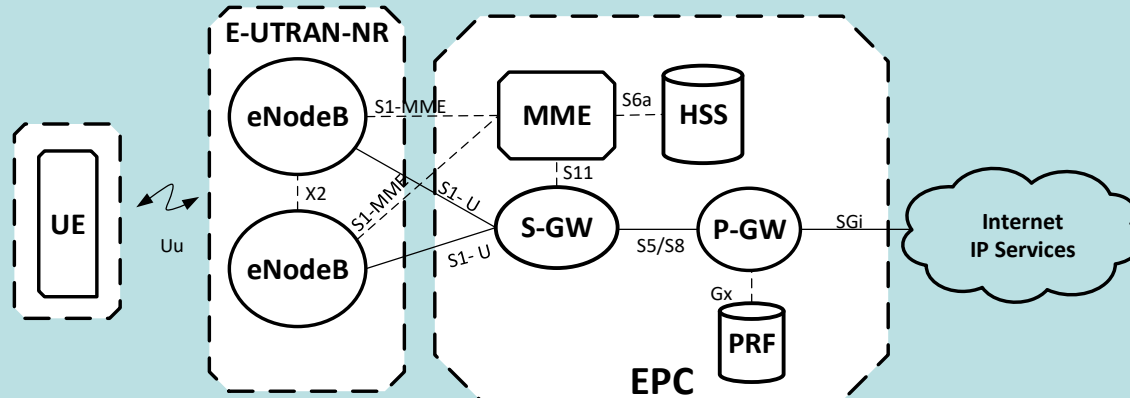 E-UTRAN-NR
eNodeB
S1-MME
MME
S6a
HSS
UE
Uu
X2
S1-MME
S1- U
S11
eNodeB
S1- U
S-GW
S5/S8
P-GW
SGi
Internet
IP Services
Gx
PRF
EPC